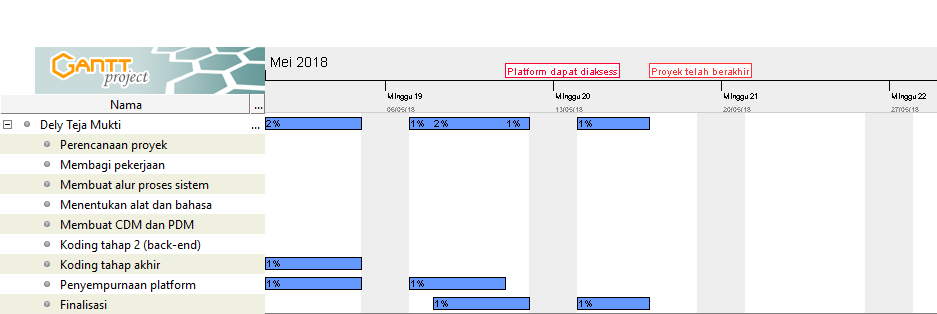 GANTT
project
Mei 2018
Platform dapat diaksess
Proyek telah berakhir
Nama ...
Minggu 19
Minggu 20
Minggu 21
Minggu 22
06/05/18
13/05/18
20/05/18
27/05/18
Dely Teja Mukti ... 2% 1% 2% 1% 1%
Perencanaan proyek
Membagi pekerjaan
Membuat alur proses sistem
Menentukan alat dan bahasa
Membuat CDM dan PDM
Koding tahap 2 (back-end)
Koding tahap akhir 1%
Penyempurnaan platform 1% 1%
Finalisasi 1% 1%